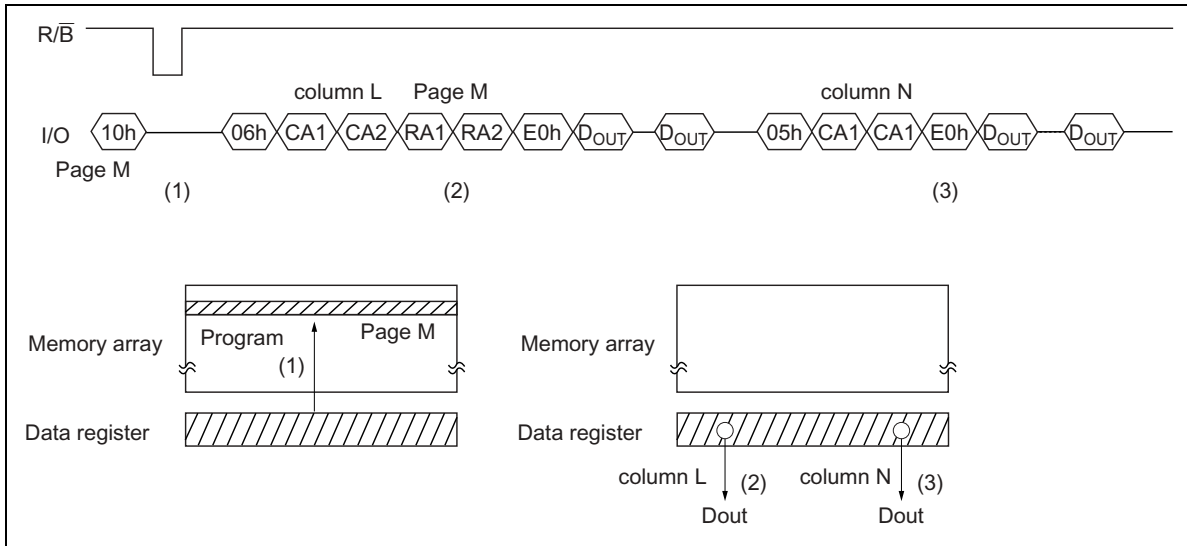 R/B̅
column L Page M column N
I/O 10h 06h CA1 CA2 RA1 RA2 E0h DOUT DOUT 05h CA1 CA1 E0h DOUT DOUT
Page M
(1) (2) (3)
Memory array
Program Page M
(1)
Data register
Memory array
Data register
column L (2) column N (3)
Dout Dout